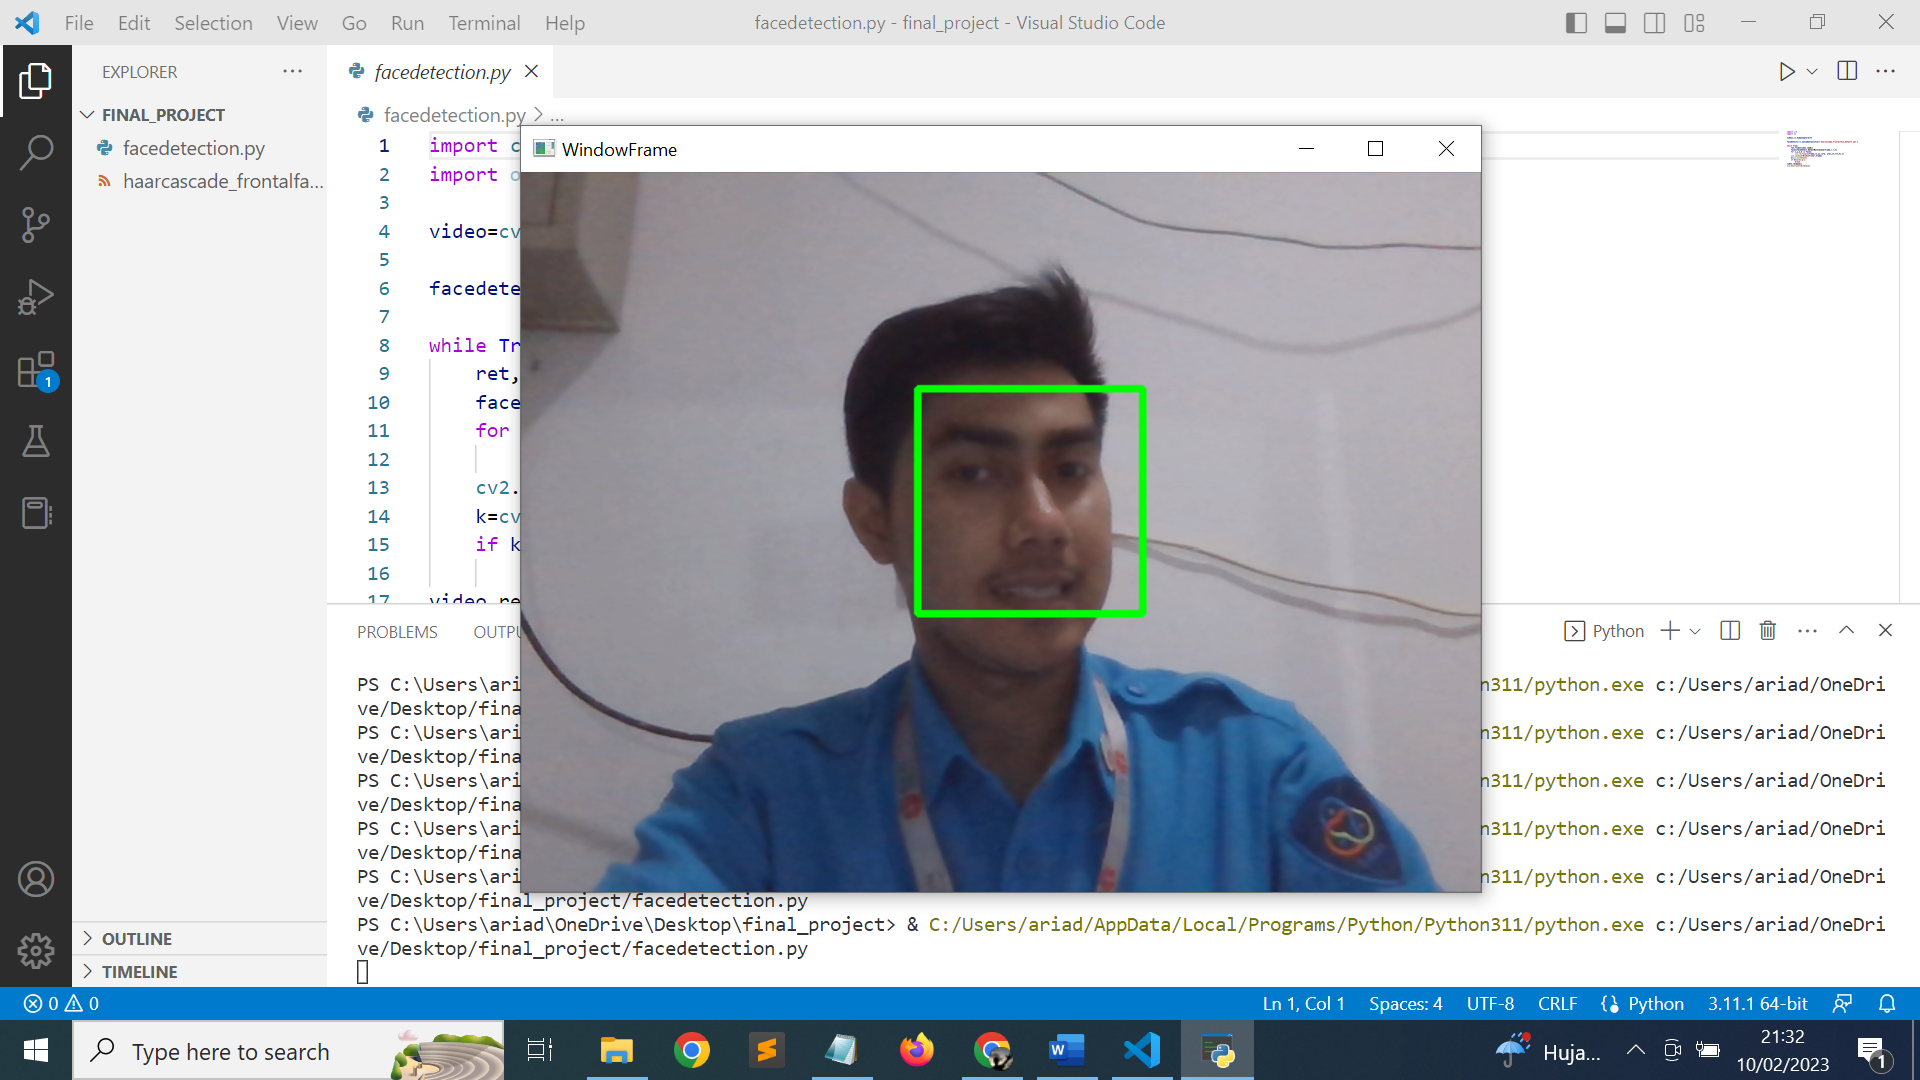 File Edit Selection View Go Run Terminal Help
facedetection.py - final_project - Visual Studio Code
EXPLORER ...
facedetection.py
FINAL_PROJECT
facedetection.py
haarcascade_frontalfa...
facedetection.py > ...
WindowFrame
1 import c
2 import o
3
4 video=cv
5
6 facedete
7
8 while Tr
9 ret,
10 face
11 for
12
13 cv2.
14 k=cv
15 if k
16
17 video.re
PROBLEMS OUTPU
Python
PS C:\Users\ari n311/python.exe c:/Users/ariad/OneDri
ve/Desktop/fina
PS C:\Users\ari n311/python.exe c:/Users/ariad/OneDri
ve/Desktop/fina
PS C:\Users\ari n311/python.exe c:/Users/ariad/OneDri
ve/Desktop/fina
PS C:\Users\ari n311/python.exe c:/Users/ariad/OneDri
ve/Desktop/fina
PS C:\Users\ari n311/python.exe c:/Users/ariad/OneDri
ve/Desktop/final_project/facedetection.py
PS C:\Users\ariad\OneDrive\Desktop\final_project> & C:/Users/ariad/AppData/Local/Programs/Python/Python311/python.exe c:/Users/ariad/OneDri
ve/Desktop/final_project/facedetection.py
OUTLINE
TIMELINE
1
0 0
Ln 1, Col 1 Spaces: 4 UTF-8 CRLF Python 3.11.1 64-bit
Type here to search
Huja...
21:32
10/02/2023
1